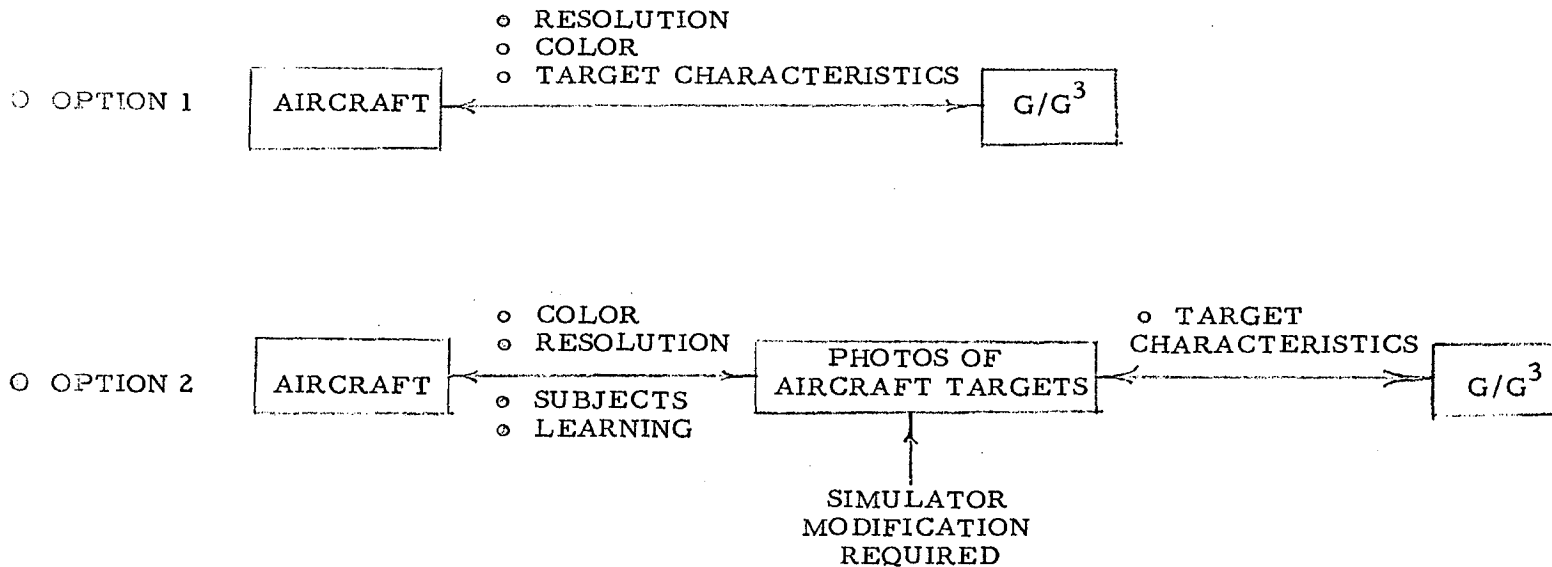 o RESOLUTION
o COLOR
o TARGET CHARACTERISTICS
o OPTION 1
AIRCRAFT
G/G³
o COLOR
o RESOLUTION
o SUBJECTS
o LEARNING
o OPTION 2
AIRCRAFT
PHOTOS OF
AIRCRAFT TARGETS
o TARGET
CHARACTERISTICS
G/G³
SIMULATOR
MODIFICATION
REQUIRED